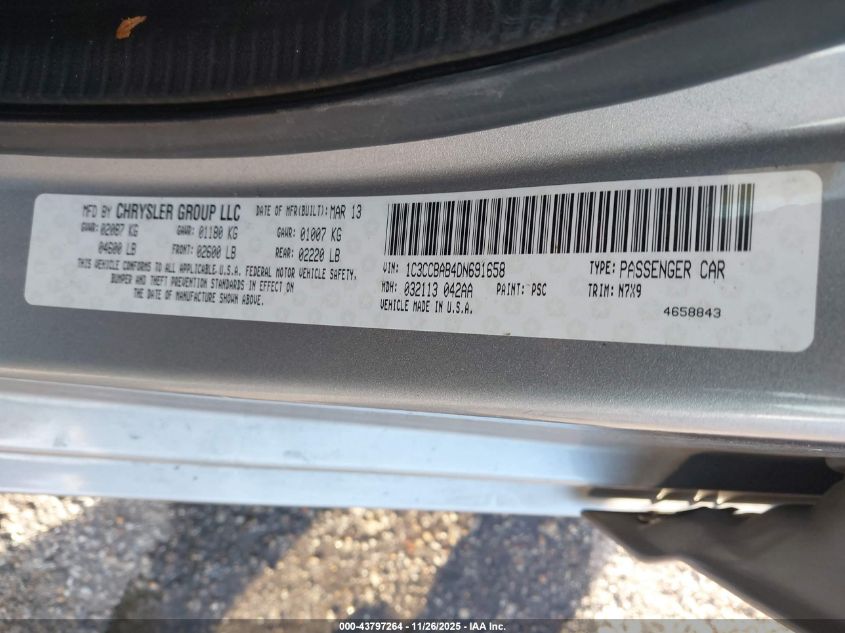 MFD BY CHRYSLER GROUP LLC DATE OF MFR(BUILT): MAR 13
GVWR: 02087 KG GAWR: 01180 KG GAWR: 01007 KG
04600 LB FRONT: 02600 LB REAR: 02220 LB
THIS VEHICLE CONFORMS TO ALL APPLICABLE U.S.A. FEDERAL MOTOR VEHICLE SAFETY,
BUMPER AND THEFT PREVENTION STANDARDS IN EFFECT ON
THE DATE OF MANUFACTURE SHOWN ABOVE.
VIN: 1C3CCBAB4DN691658 TYPE: PASSENGER CAR
MDH: 032113 042AA PAINT: PSC TRIM: N7X9
VEHICLE MADE IN U.S.A. 4658843
000-43797264 - 11/26/2025 - IAA Inc.